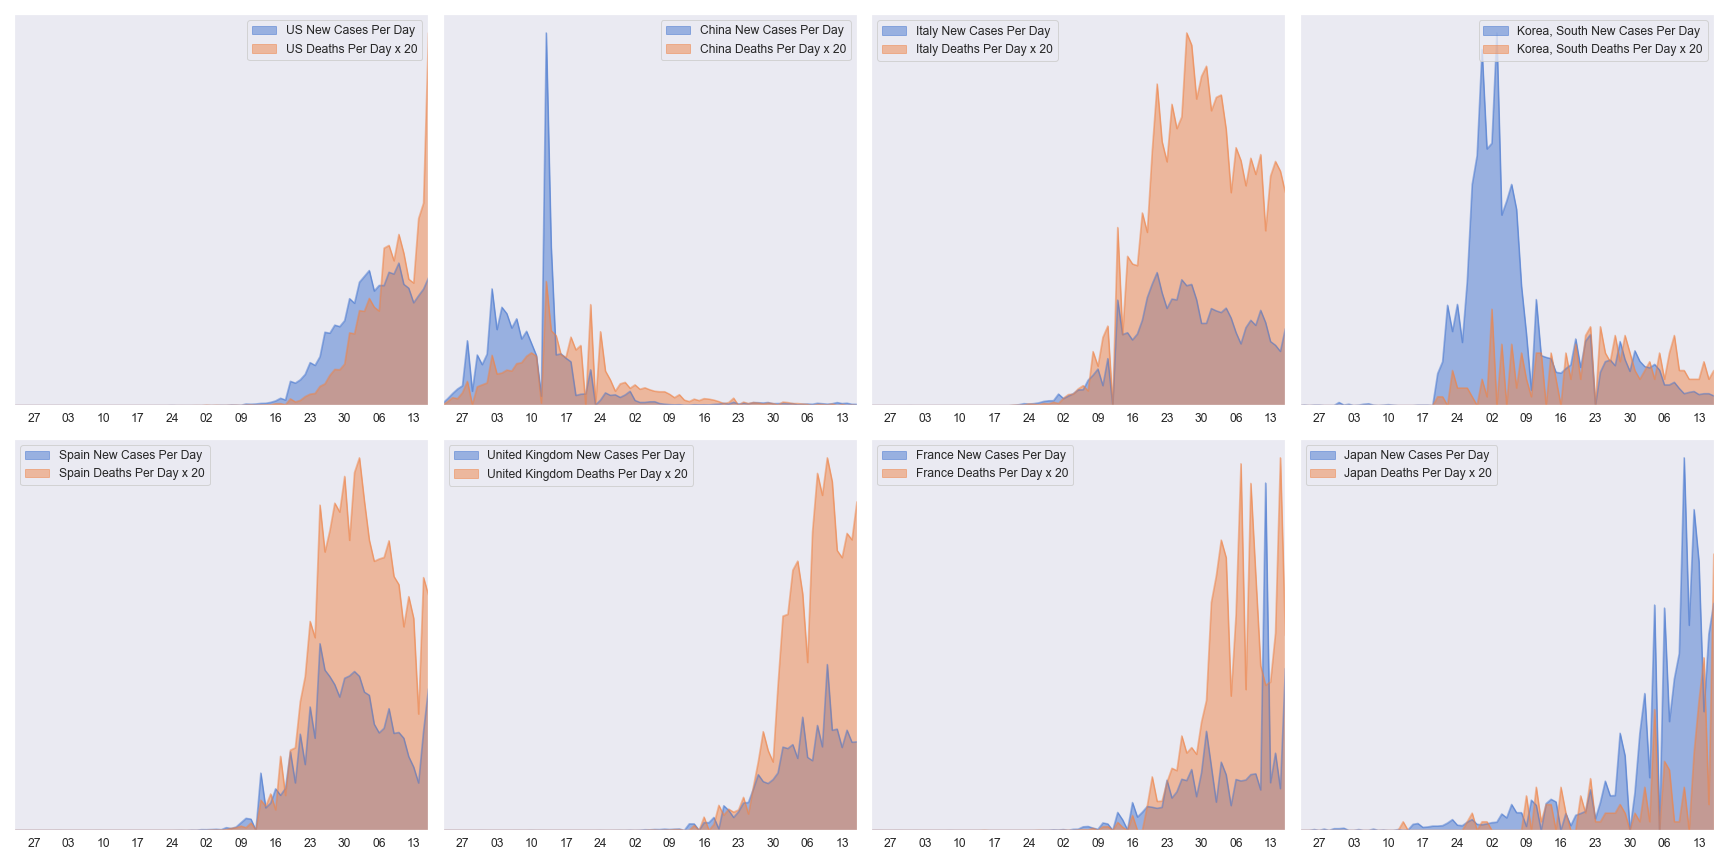 US New Cases Per Day
US Deaths Per Day x 20
China New Cases Per Day
China Deaths Per Day x 20
Italy New Cases Per Day
Italy Deaths Per Day x 20
Korea, South New Cases Per Day
Korea, South Deaths Per Day x 20
27 03 10 17 24 02 09 16 23 30 06 13
27 03 10 17 24 02 09 16 23 30 06 13
27 03 10 17 24 02 09 16 23 30 06 13
27 03 10 17 24 02 09 16 23 30 06 13
Spain New Cases Per Day
Spain Deaths Per Day x 20
United Kingdom New Cases Per Day
United Kingdom Deaths Per Day x 20
France New Cases Per Day
France Deaths Per Day x 20
Japan New Cases Per Day
Japan Deaths Per Day x 20
27 03 10 17 24 02 09 16 23 30 06 13
27 03 10 17 24 02 09 16 23 30 06 13
27 03 10 17 24 02 09 16 23 30 06 13
27 03 10 17 24 02 09 16 23 30 06 13